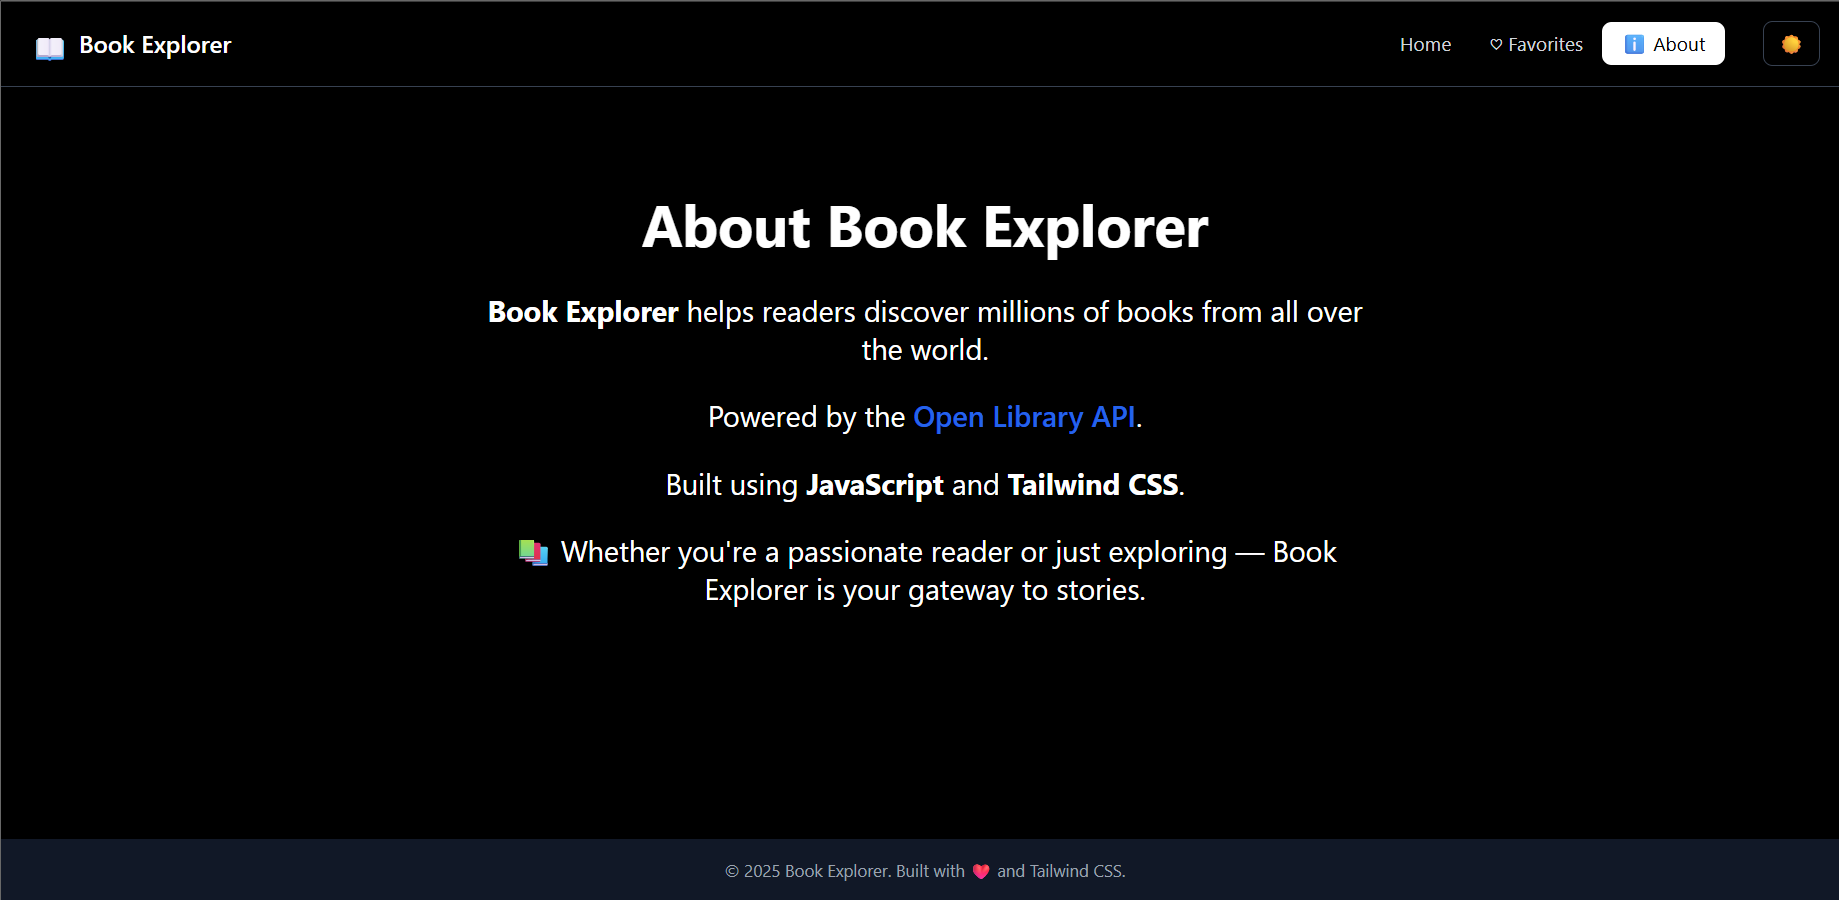 Book Explorer
Home
♡ Favorites
ℹ️ About
About Book Explorer
Book Explorer helps readers discover millions of books from all over
the world.
Powered by the Open Library API.
Built using JavaScript and Tailwind CSS.
📚 Whether you're a passionate reader or just exploring — Book
Explorer is your gateway to stories.
© 2025 Book Explorer. Built with ❤️ and Tailwind CSS.